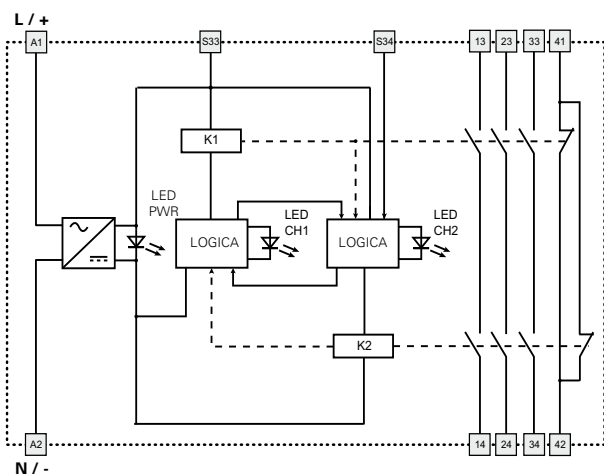 L / +
A1
S33
S34
13
23
33
41
K1
LED
PWR
LOGICA
LED
CH1
LOGICA
LED
CH2
K2
A2
14
24
34
42
N / -